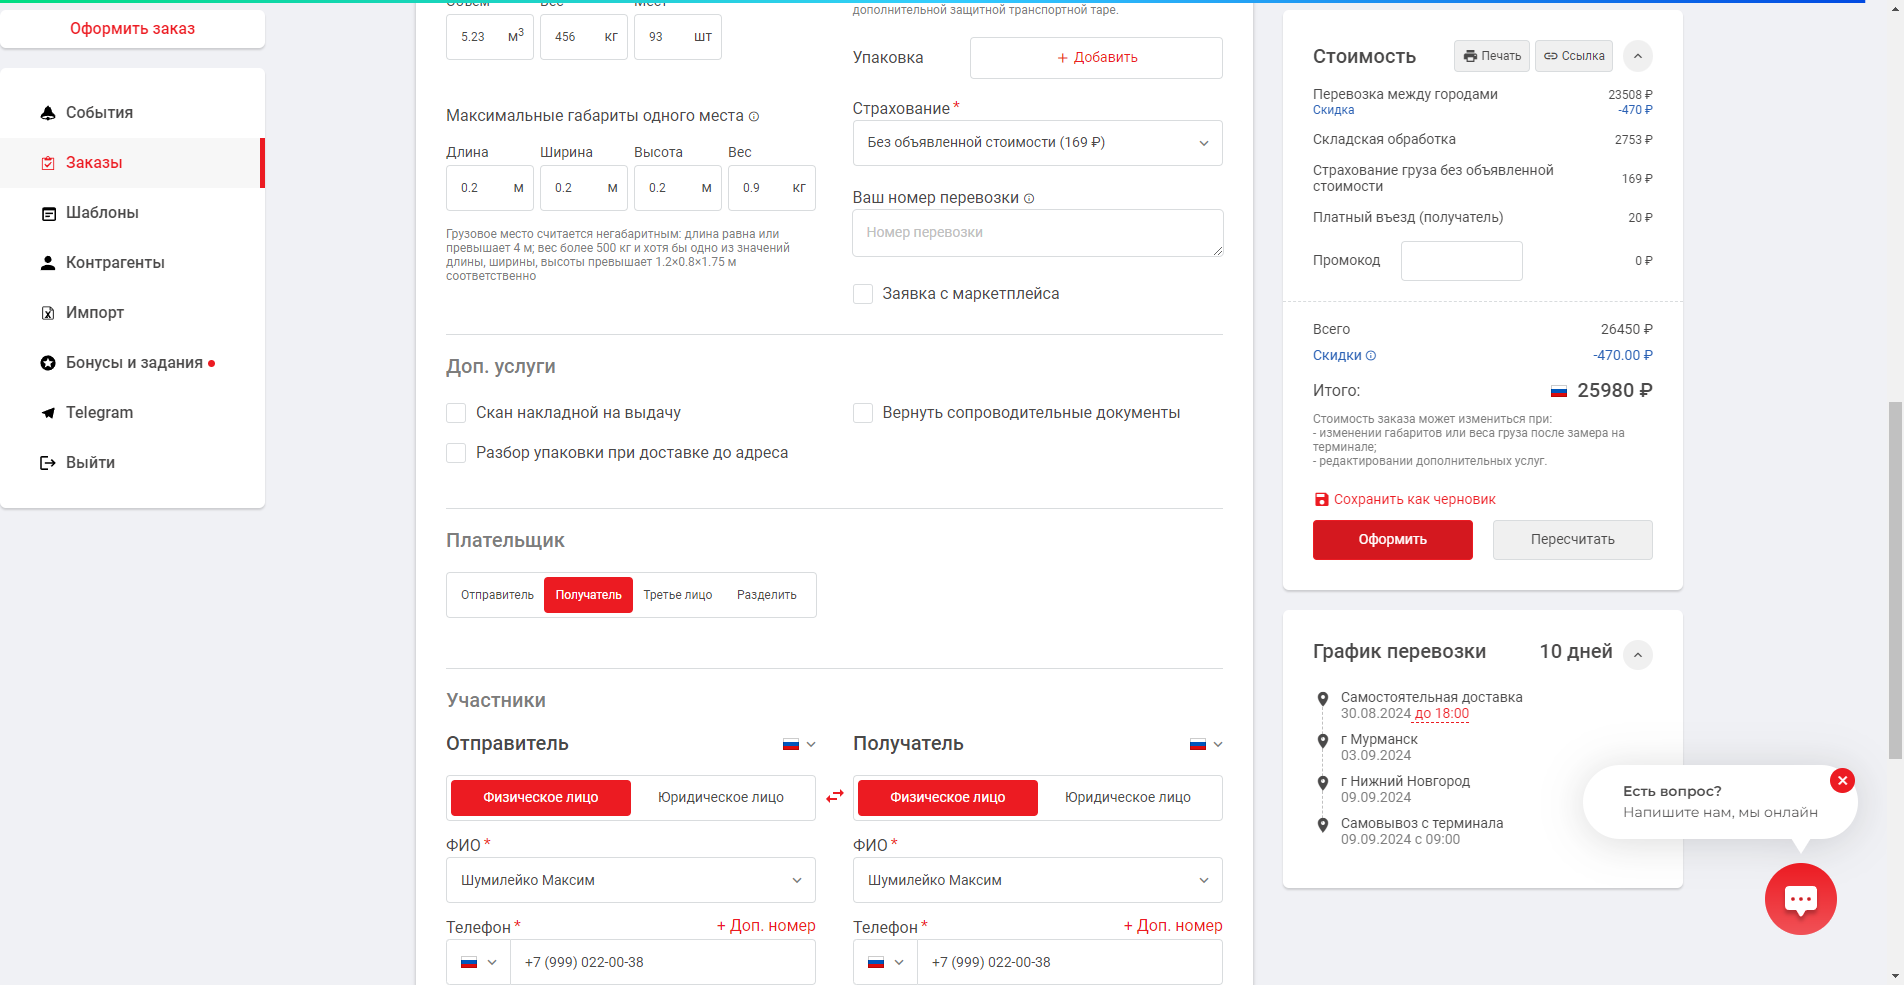 Оформить заказ
События
Заказы
Шаблоны
Контрагенты
Импорт
Бонусы и задания
Telegram
Выйти
Объем Вес Мест
5.23 м3 456 кг 93 шт
Максимальные габариты одного места
Длина Ширина Высота Вес
0.2 м 0.2 м 0.2 м 0.9 кг
Грузовое место считается негабаритным: длина равна или
превышает 4 м; вес более 500 кг и хотя бы одно из значений
длины, ширины, высоты превышает 1.2×0.8×1.75 м
соответственно
дополнительной защитной транспортной таре.
Упаковка + Добавить
Страхование *
Без объявленной стоимости (169 ₽)
Ваш номер перевозки
Номер перевозки
Заявка с маркетплейса
Доп. услуги
Скан накладной на выдачу
Вернуть сопроводительные документы
Разбор упаковки при доставке до адреса
Плательщик
Отправитель Получатель Третье лицо Разделить
Участники
Отправитель
Физическое лицо Юридическое лицо
ФИО *
Шумилейко Максим
Телефон * + Доп. номер
+7 (999) 022-00-38
Получатель
Физическое лицо Юридическое лицо
ФИО *
Шумилейко Максим
Телефон * + Доп. номер
+7 (999) 022-00-38
Стоимость Печать Ссылка
Перевозка между городами 23508 ₽
Скидка -470 ₽
Складская обработка 2753 ₽
Страхование груза без объявленной
стоимости 169 ₽
Платный въезд (получатель) 20 ₽
Промокод 0 ₽
Всего 26450 ₽
Скидки -470.00 ₽
Итого: 25980 ₽
Стоимость заказа может измениться при:
- изменении габаритов или веса груза после замера на
терминале;
- редактировании дополнительных услуг.
Сохранить как черновик
Оформить Пересчитать
График перевозки 10 дней
Самостоятельная доставка
30.08.2024 до 18:00
г Мурманск
03.09.2024
г Нижний Новгород
09.09.2024
Самовывоз с терминала
09.09.2024 с 09:00
Есть вопрос?
Напишите нам, мы онлайн